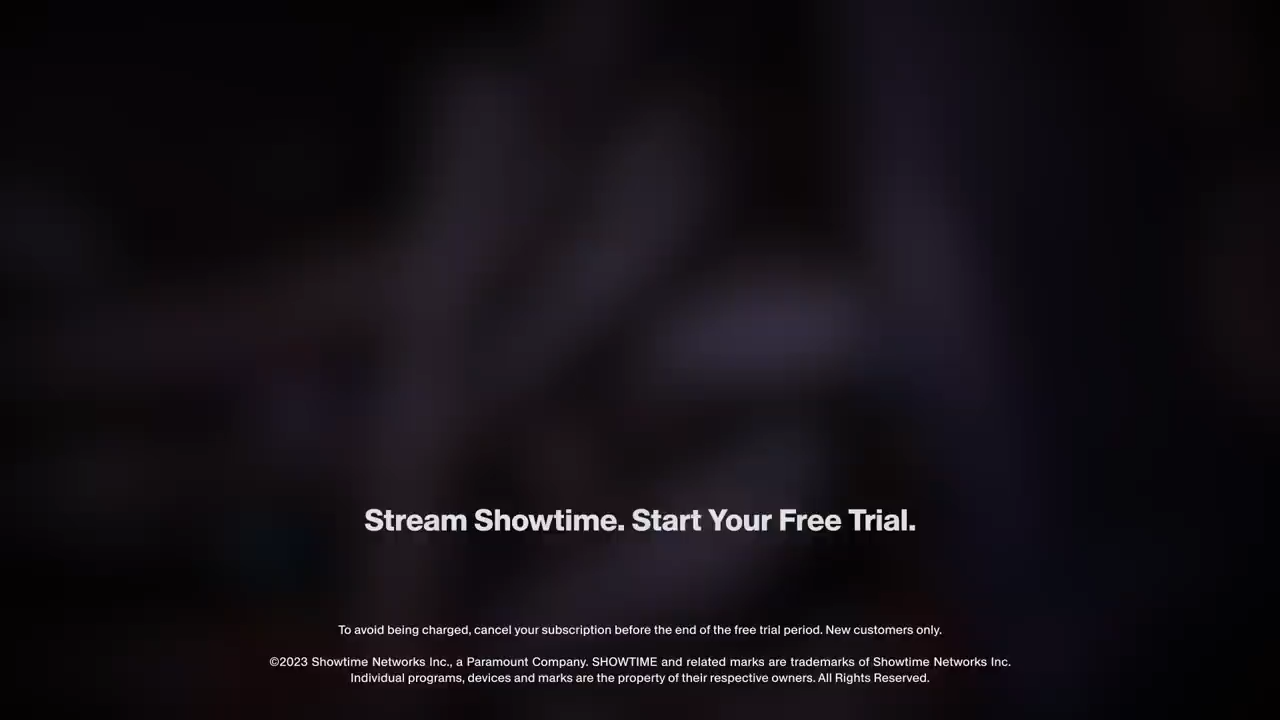 Stream Showtime. Start Your Free Trial.
To avoid being charged, cancel your subscription before the end of the free trial period. New customers only.
©2023 Showtime Networks Inc., a Paramount Company. SHOWTIME and related marks are trademarks of Showtime Networks Inc.
Individual programs, devices and marks are the property of their respective owners. All Rights Reserved.